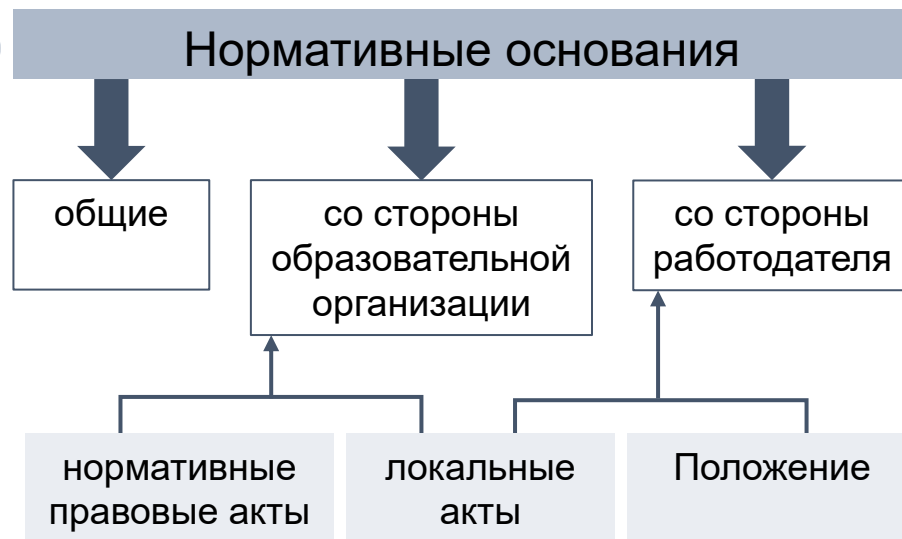 Нормативные основания
общие
со стороны
образовательной
организации
со стороны
работодателя
нормативные
правовые акты
локальные
акты
Положение